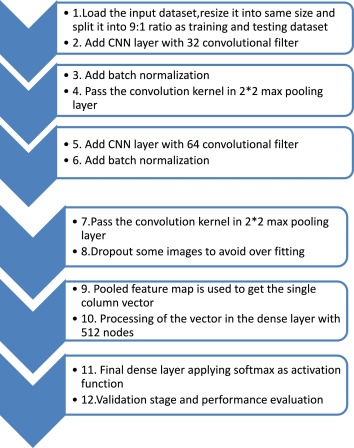 • 1.Load the input dataset,resize it into same size and
split it into 9:1 ratio as training and testing dataset
• 2. Add CNN layer with 32 convolutional filter
• 3. Add batch normalization
• 4. Pass the convolution kernel in 2*2 max pooling
layer
• 5. Add CNN layer with 64 convolutional filter
• 6. Add batch normalization
• 7.Pass the convolution kernel in 2*2 max pooling
layer
• 8.Dropout some images to avoid over fitting
• 9. Pooled feature map is used to get the single
column vector
• 10. Processing of the vector in the dense layer with
512 nodes
• 11. Final dense layer applying softmax as activation
function
• 12.Validation stage and performance evaluation